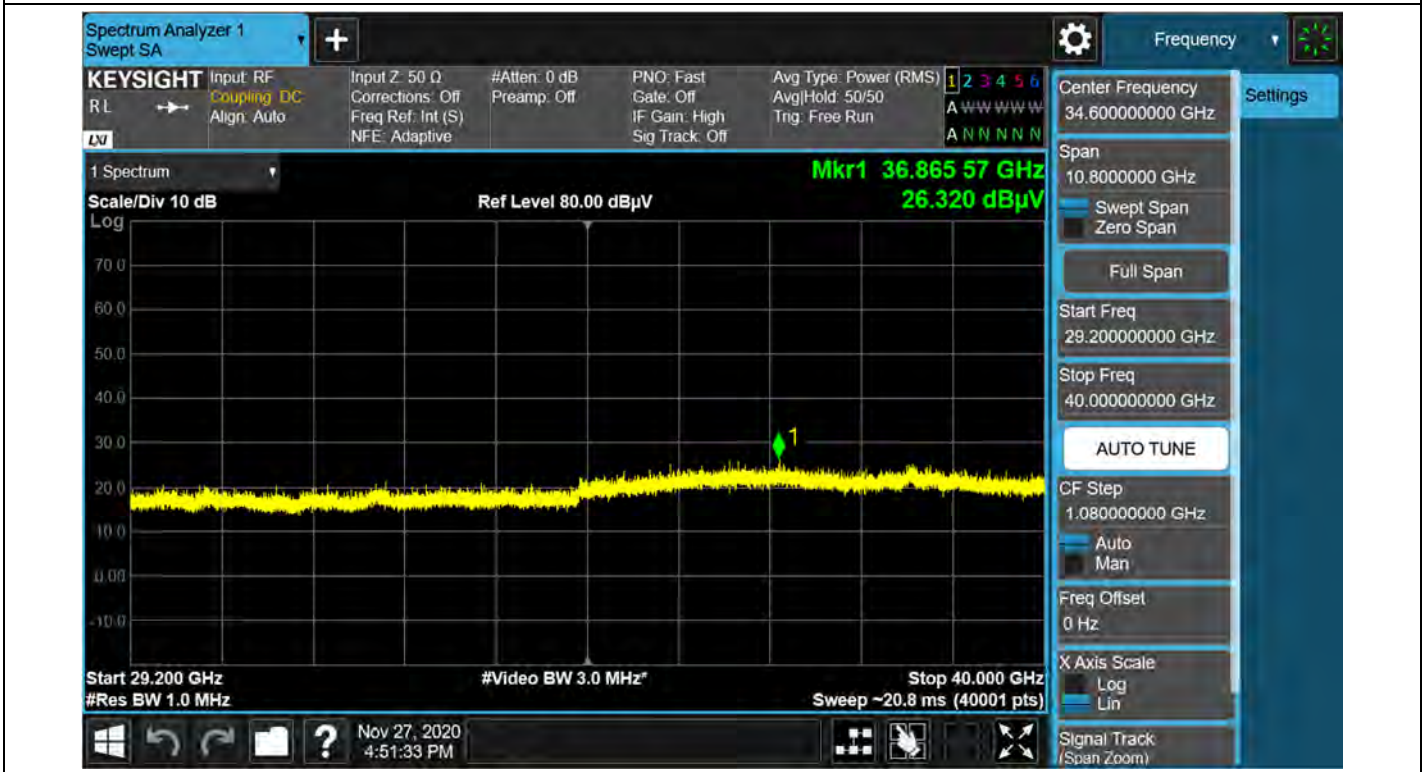 Spectrum Analyzer 1
Swept SA
+
Frequency
KEYSIGHT
RL
LXI
Input: RF
Coupling: DC
Align: Auto
Input Z: 50 Ω
Corrections: Off
Freq Ref: Int (S)
NFE: Adaptive
#Atten: 0 dB
Preamp: Off
PNO: Fast
Gate: Off
IF Gain: High
Sig Track: Off
Avg Type: Power (RMS)
Avg|Hold: 50/50
Trig: Free Run
1 2 3 4 5 6
A W W W W W
A N N N N N
1 Spectrum
Scale/Div 10 dB
Log
Ref Level 80.00 dBµV
Mkr1 36.865 57 GHz
26.320 dBµV
70.0
60.0
50.0
40.0
30.0
20.0
10.0
0.00
-10.0
1
Start 29.200 GHz
#Res BW 1.0 MHz
#Video BW 3.0 MHz*
Stop 40.000 GHz
Sweep ~20.8 ms (40001 pts)
?
Nov 27, 2020
4:51:33 PM
Center Frequency
34.600000000 GHz
Settings
Span
10.8000000 GHz
Swept Span
Zero Span
Full Span
Start Freq
29.200000000 GHz
Stop Freq
40.000000000 GHz
AUTO TUNE
CF Step
1.080000000 GHz
Auto
Man
Freq Offset
0 Hz
X Axis Scale
Log
Lin
Signal Track
(Span Zoom)